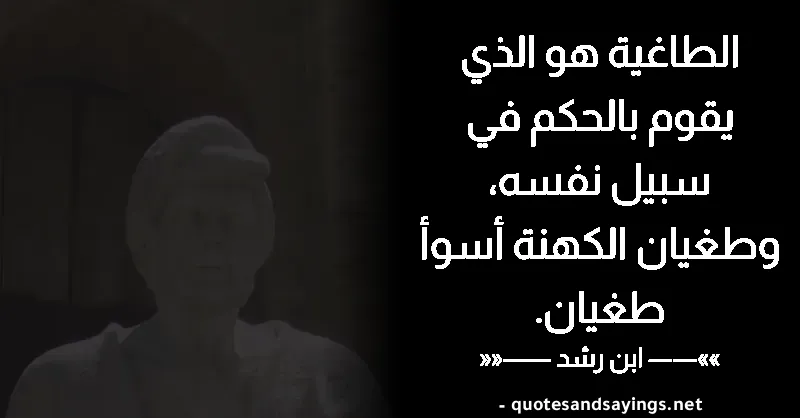 الطاغية هو الذي
يقوم بالحكم في
سبيل نفسه،
وطغيان الكهنة أسوأ
طغيان.
»»—— ابن رشد ——««
- quotesandsayings.net